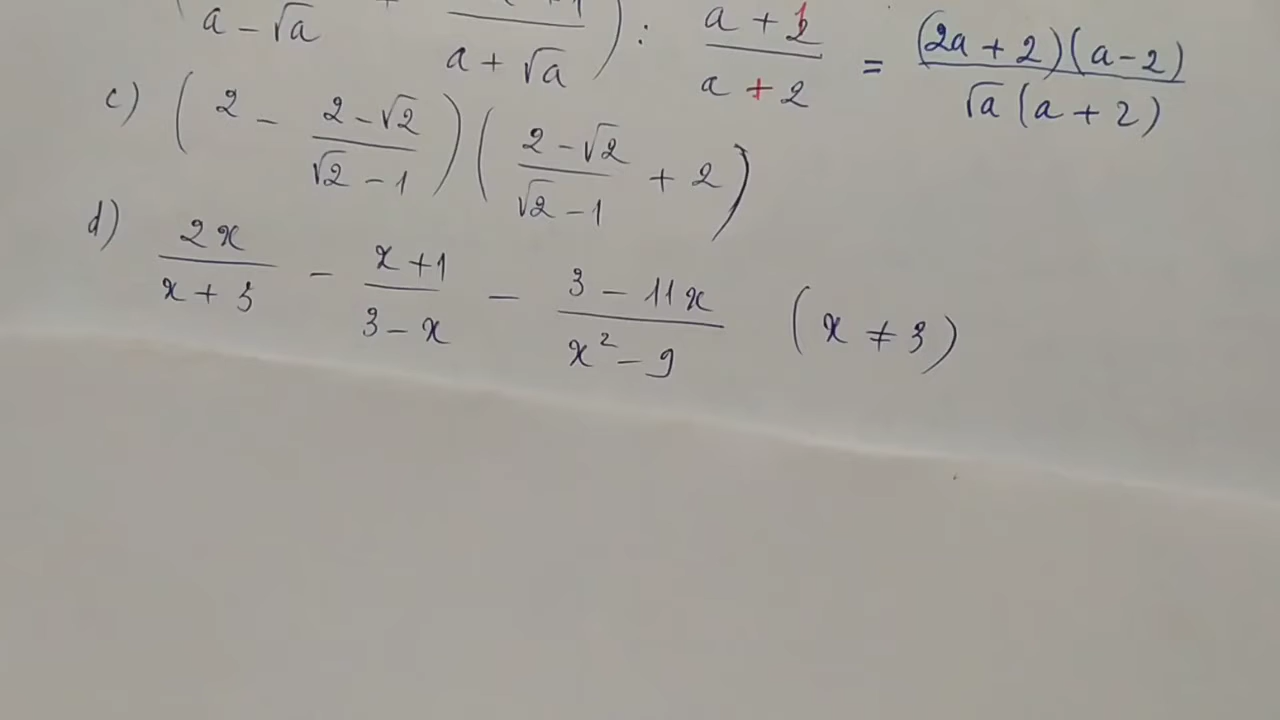 a - √a a + √a ) : (a + 2)/(a + 2) = ((2a + 2)(a - 2))/(√a (a + 2))
c) ( 2 - (2 - √2)/(√2 - 1) ) ( (2 - √2)/(√2 - 1) + 2 )
d) 2x/(x + 3) - (x + 1)/(3 - x) - (3 - 11x)/(x² - 9) (x ≠ 3)